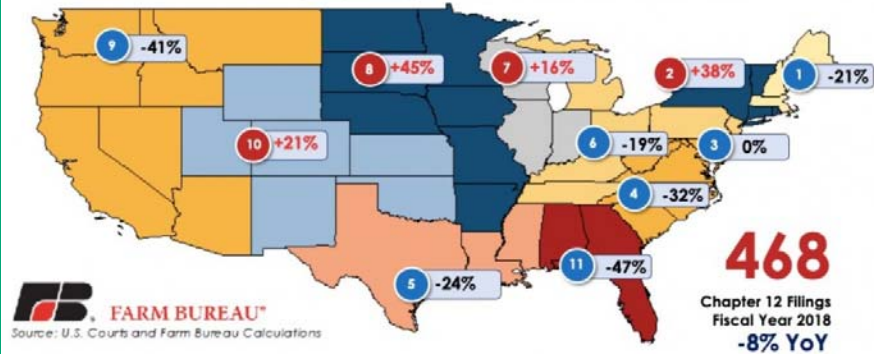 9 -41%
8 +45%
7 +16%
2 +38%
1 -21%
10 +21%
6 -19%
3 0%
4 -32%
5 -24%
11 -47%
468
Chapter 12 Filings
Fiscal Year 2018
-8% YoY
FB. FARM BUREAU®
Source: U.S. Courts and Farm Bureau Calculations